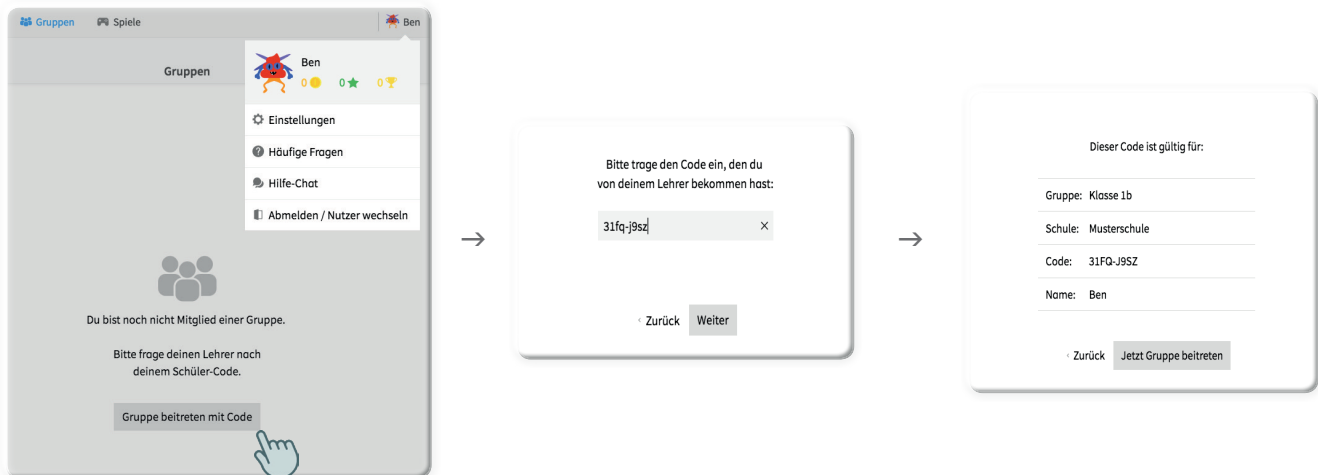 Gruppen Spiele Ben
Gruppen
Ben
0 0 0
Einstellungen
Häufige Fragen
Hilfe-Chat
Abmelden / Nutzer wechseln
Du bist noch nicht Mitglied einer Gruppe.
Bitte frage deinen Lehrer nach
deinem Schüler-Code.
Gruppe beitreten mit Code
→
Bitte trage den Code ein, den du
von deinem Lehrer bekommen hast:
31fq-j9sz ×
‹ Zurück Weiter
→
Dieser Code ist gültig für:
Gruppe: Klasse 1b
Schule: Musterschule
Code: 31FQ-J9SZ
Name: Ben
‹ Zurück Jetzt Gruppe beitreten